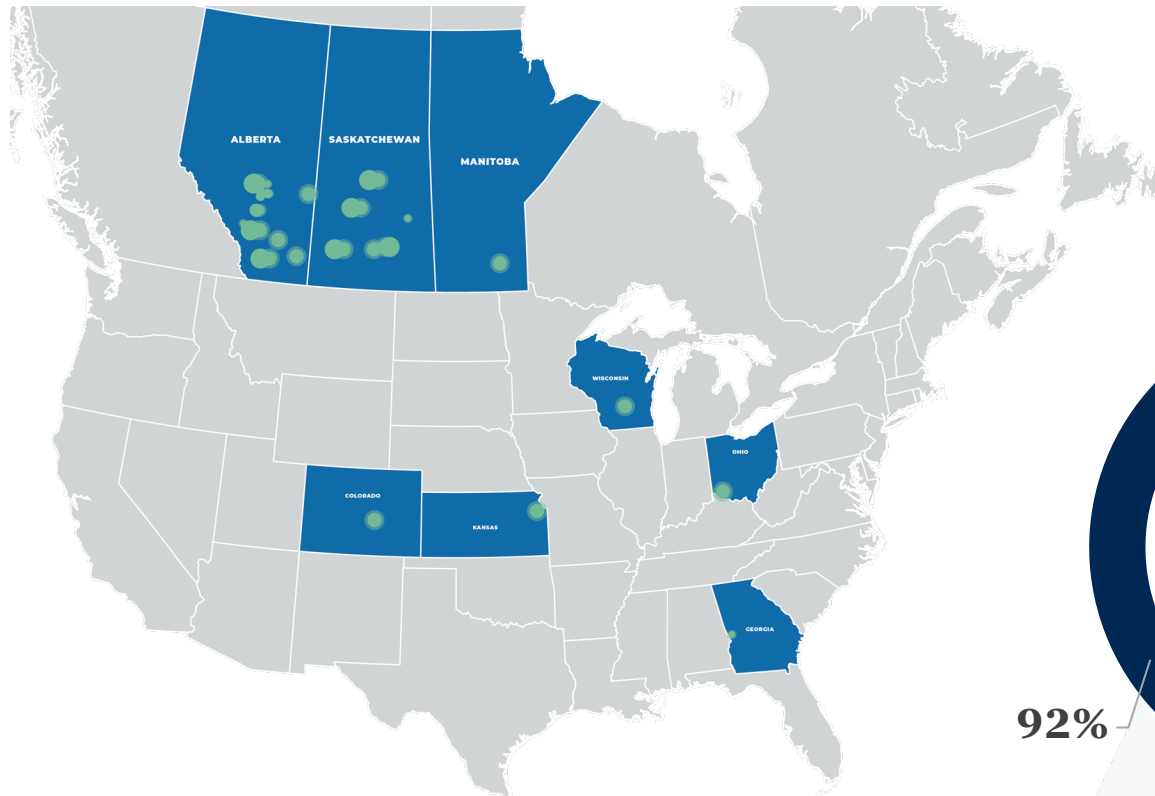 ALBERTA
SASKATCHEWAN
MANITOBA
WISCONSIN
OHIO
COLORADO
KANSAS
GEORGIA
92%